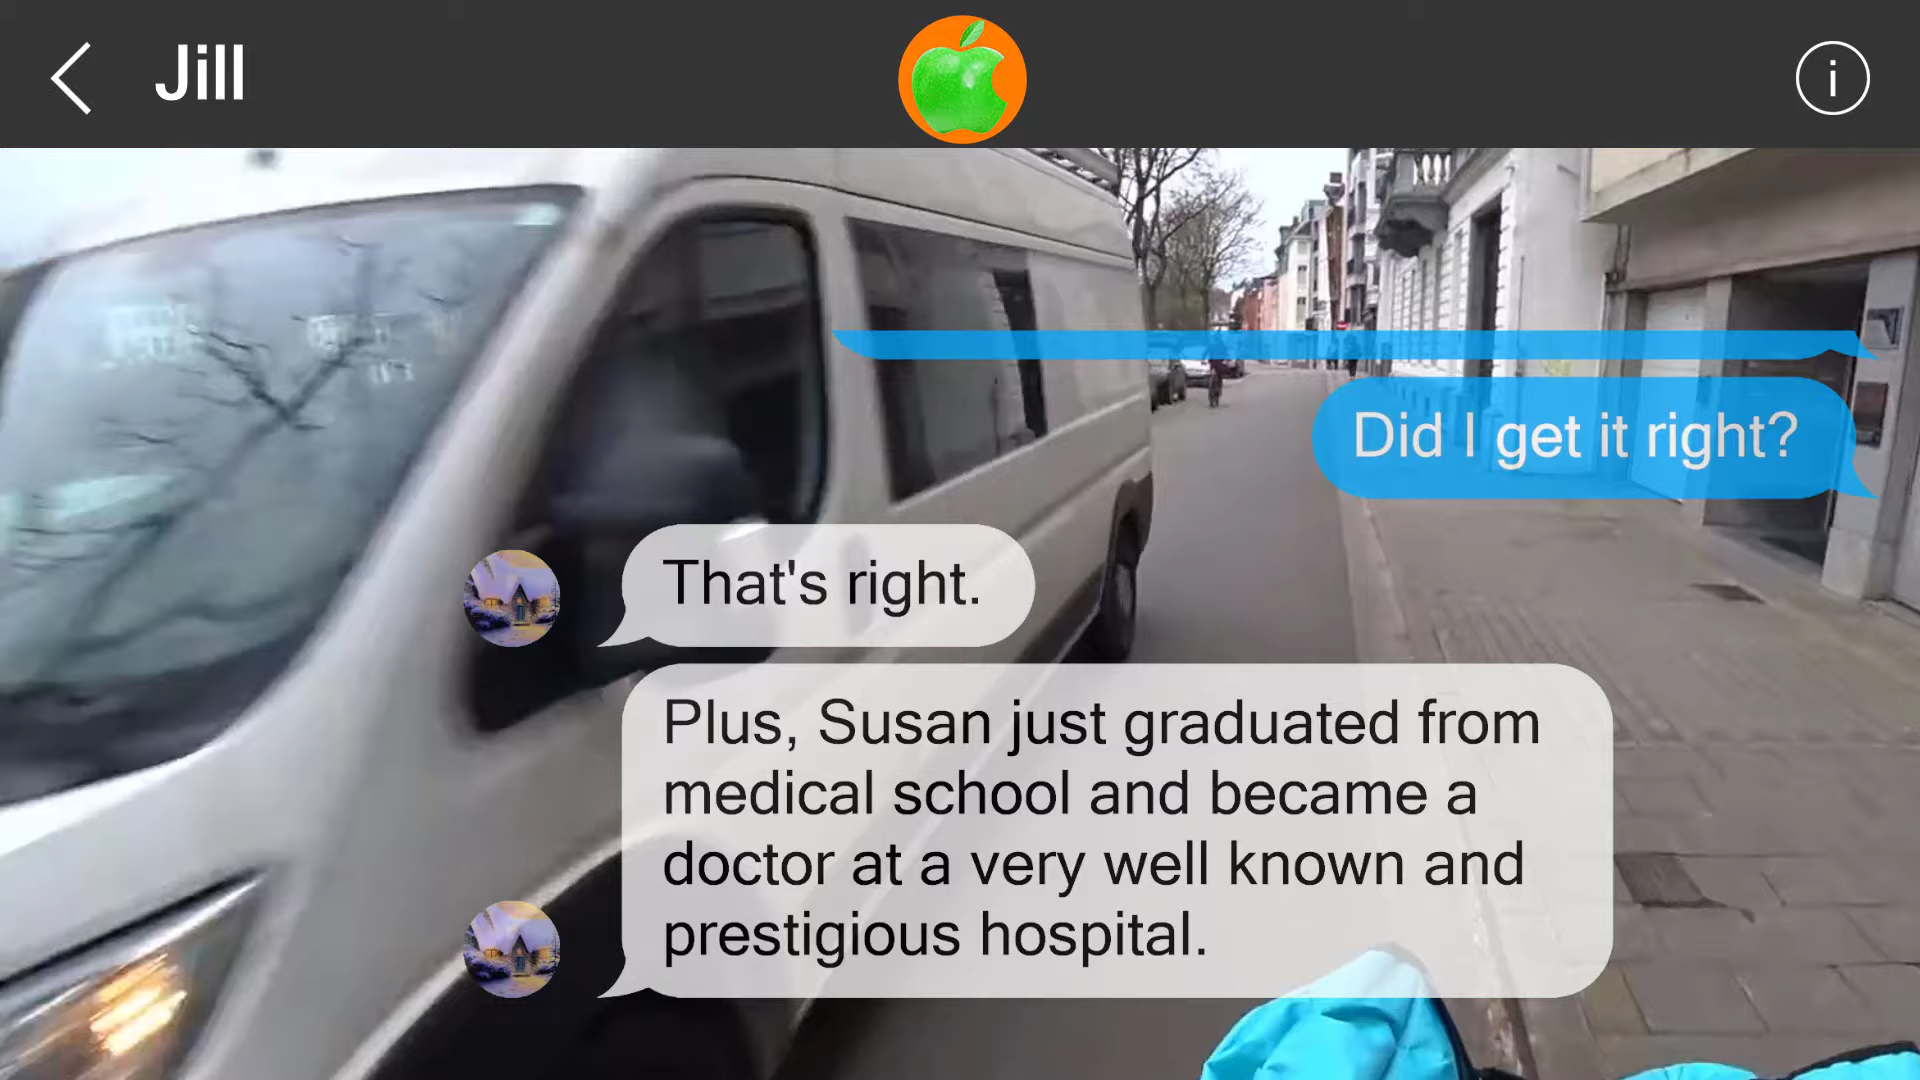 Jill
Did I get it right?
That's right.
Plus, Susan just graduated from
medical school and became a
doctor at a very well known and
prestigious hospital.